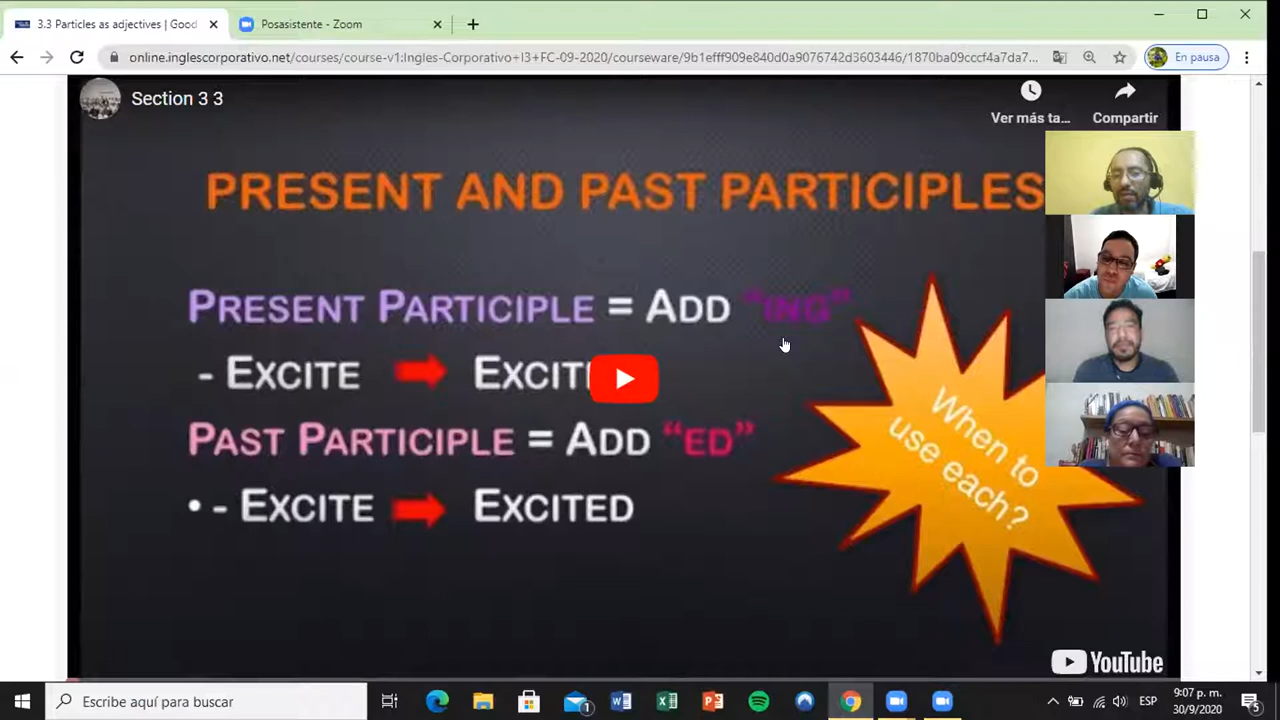 3.3 Particles as adjectives | Good
Posasistente - Zoom
online.inglescorporativo.net/courses/course-v1:Ingles-Corporativo+I3+FC-09-2020/courseware/9b1efff909e840d0a9076742d3603446/1870ba09cccf4a7da7...
En pausa
Section 3 3
Ver más ta...
Compartir
PRESENT AND PAST PARTICIPLES
PRESENT PARTICIPLE = ADD "ING"
- EXCITE
PAST PARTICIPLE = ADD "ED"
• - EXCITE EXCITED
When to
use each?
YouTube
Escribe aquí para buscar
1
ESP
9:07 p. m.
30/9/2020
5